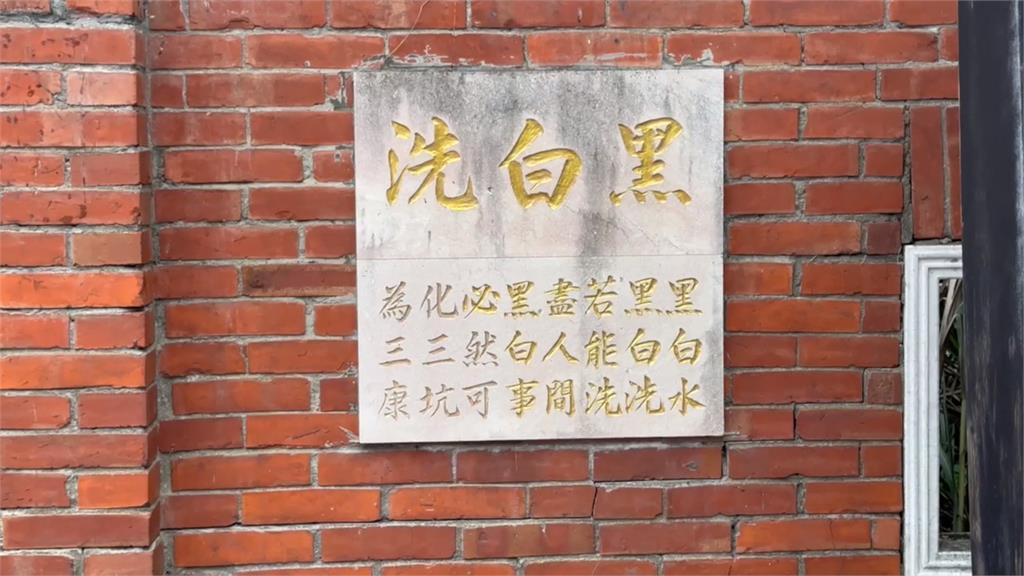 黑白洗
黑白水
黑白洗
若能洗
盡人間
黑白事
必然可
化三坑
為三康